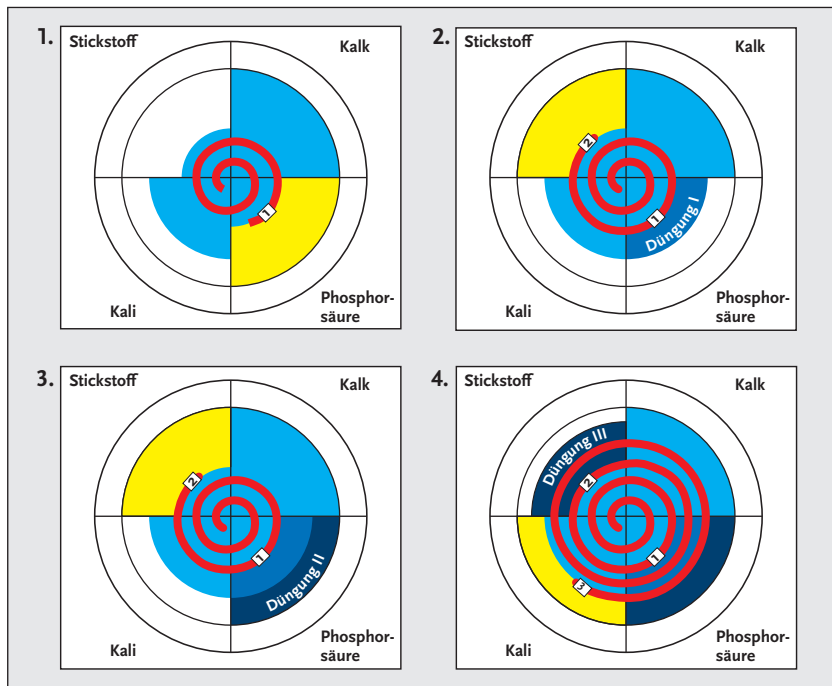 1.
Stickstoff
Kalk
1
Kali
Phosphor-
säure
2.
Stickstoff
Kalk
2
1
Düngung I
Kali
Phosphor-
säure
3.
Stickstoff
Kalk
2
1
Düngung II
Kali
Phosphor-
säure
4.
Stickstoff
Kalk
Düngung III
2
1
3
Kali
Phosphor-
säure